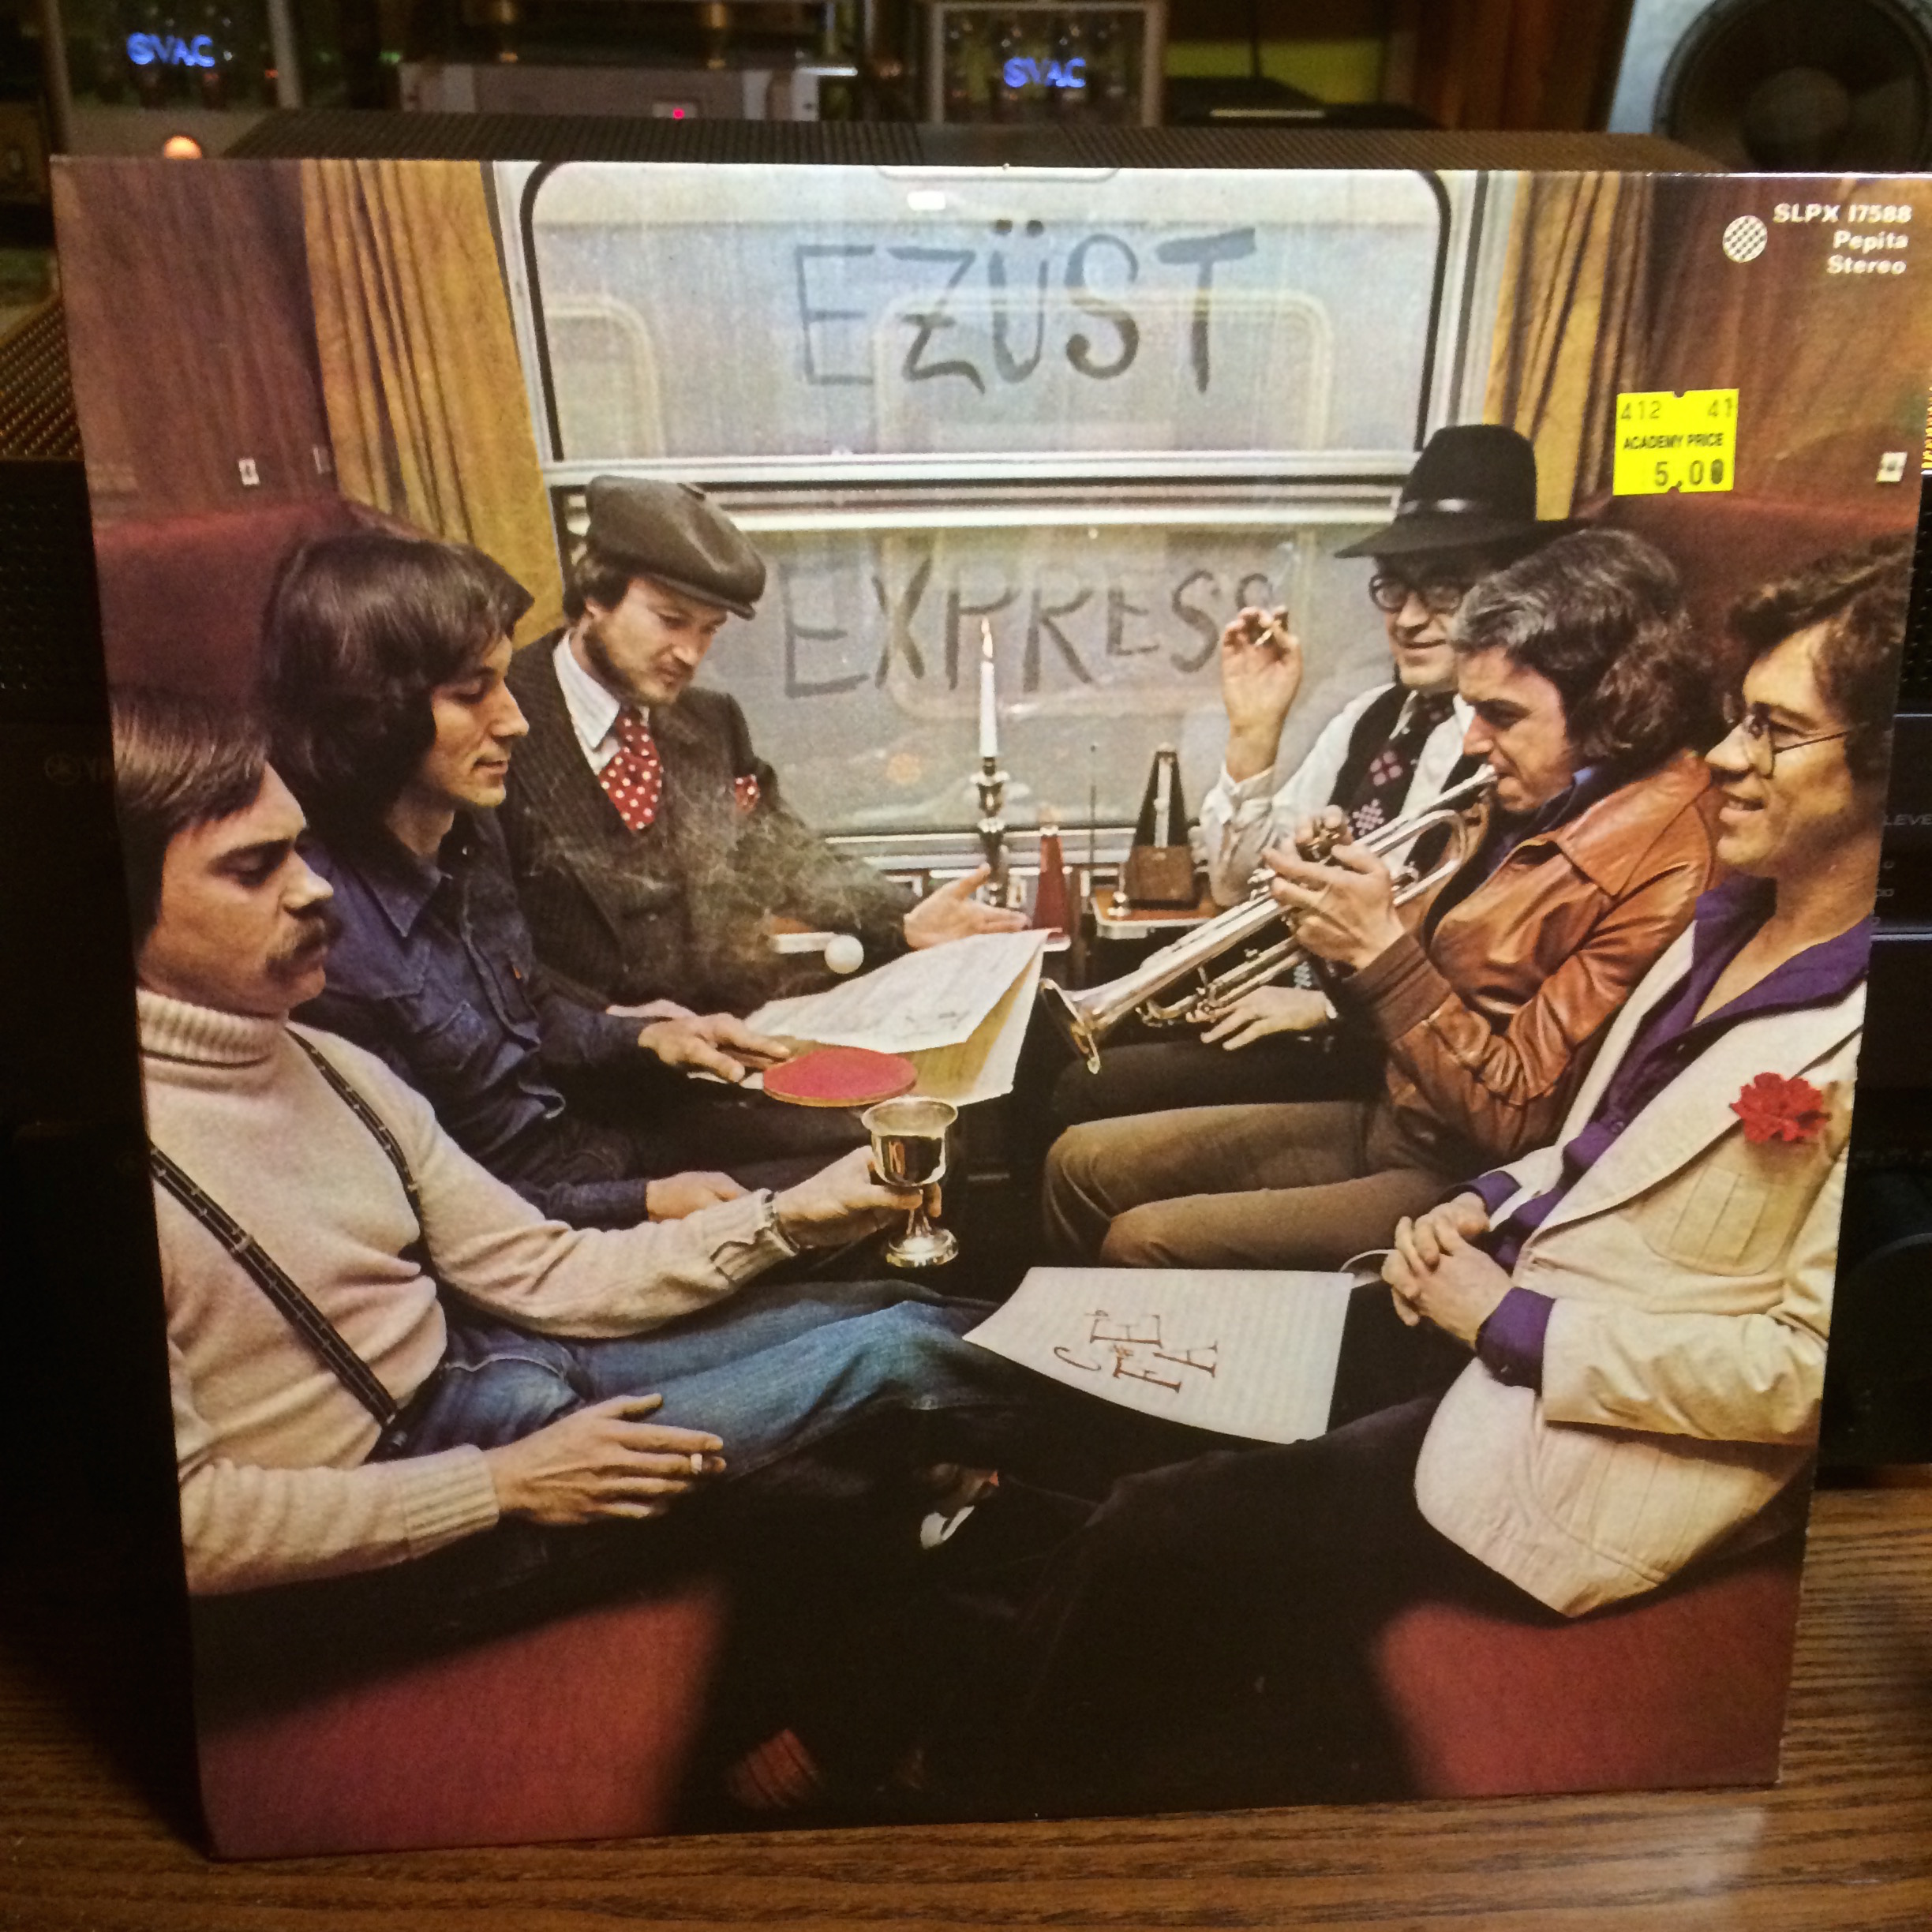 SVAC
SVAC
SLPX 17588
Pepita
Stereo
EZÜST
412 41
ACADEMY PRICE
5.00
EXPRESS